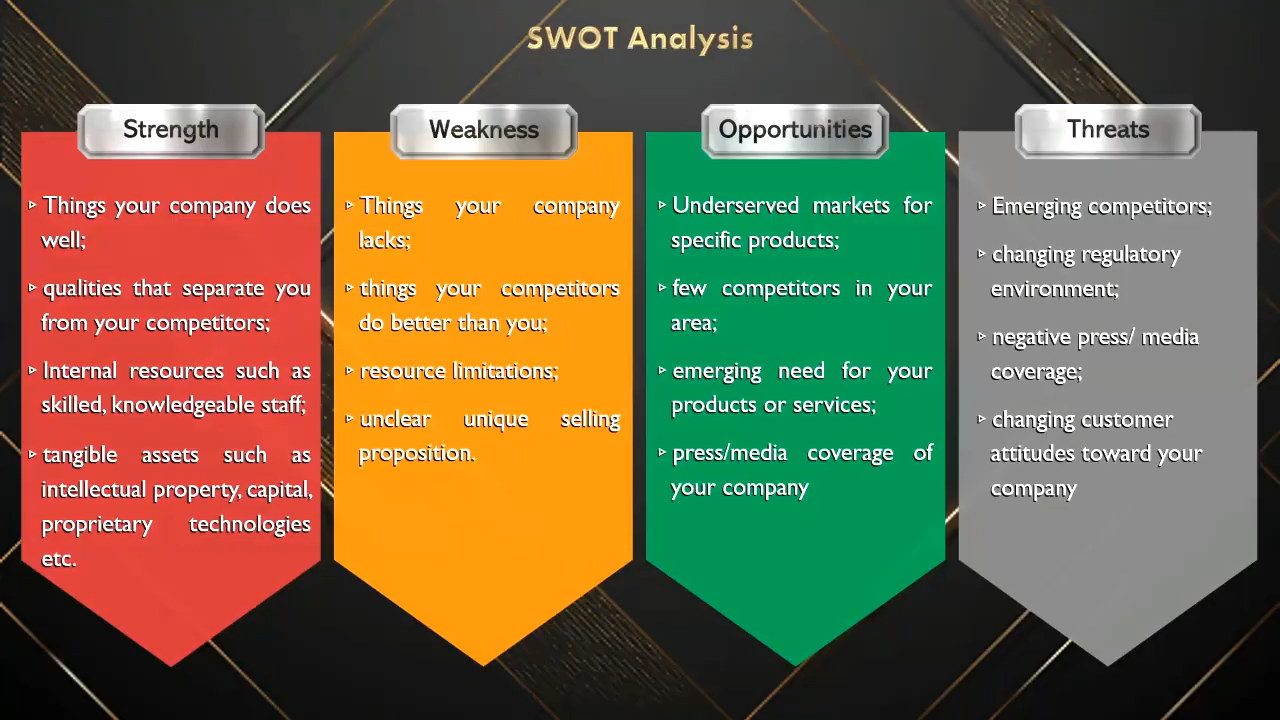 SWOT Analysis
Strength
▹ Things your company does
well;
▹ qualities that separate you
from your competitors;
▹ Internal resources such as
skilled, knowledgeable staff;
▹ tangible assets such as
intellectual property, capital,
proprietary technologies
etc.
Weakness
▹ Things your company
lacks;
▹ things your competitors
do better than you;
▹ resource limitations;
▹ unclear unique selling
proposition.
Opportunities
▹ Underserved markets for
specific products;
▹ few competitors in your
area;
▹ emerging need for your
products or services;
▹ press/media coverage of
your company
Threats
▹ Emerging competitors;
▹ changing regulatory
environment;
▹ negative press/ media
coverage;
▹ changing customer
attitudes toward your
company